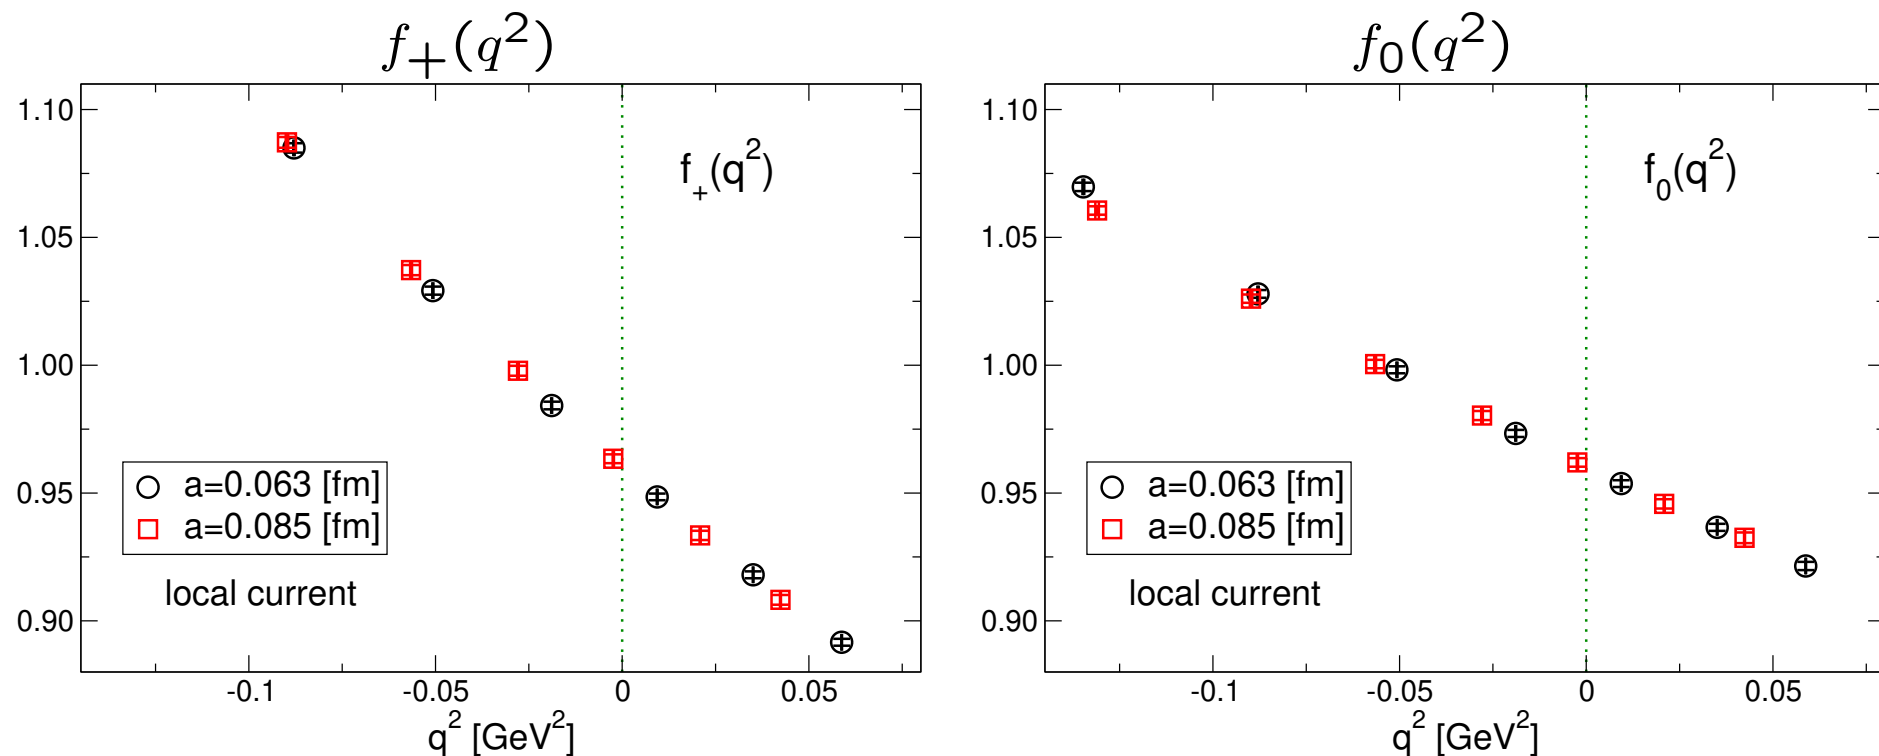 f₊(q²)
1.10
1.05
1.00
0.95
0.90
f₊(q²)
a=0.063 [fm]
a=0.085 [fm]
local current
-0.1 -0.05 0 0.05
q² [GeV²]
f₀(q²)
1.10
1.05
1.00
0.95
0.90
f₀(q²)
a=0.063 [fm]
a=0.085 [fm]
local current
-0.1 -0.05 0 0.05
q² [GeV²]